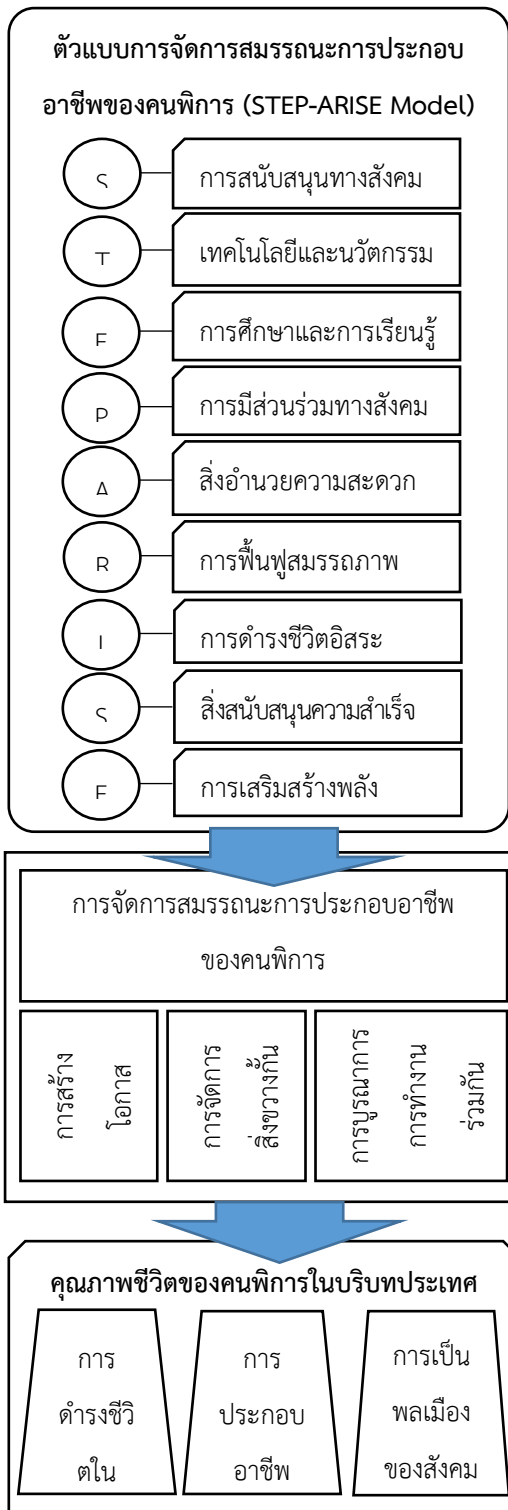 ตัวแบบการจัดการสมรรถนะการประกอบ
อาชีพของคนพิการ (STEP-ARISE Model)
S การสนับสนุนทางสังคม
T เทคโนโลยีและนวัตกรรม
E การศึกษาและการเรียนรู้
P การมีส่วนร่วมทางสังคม
A สิ่งอำนวยความสะดวก
R การฟื้นฟูสมรรถภาพ
I การดำรงชีวิตอิสระ
S สิ่งสนับสนุนความสำเร็จ
E การเสริมสร้างพลัง
การจัดการสมรรถนะการประกอบอาชีพ
ของคนพิการ
การสร้าง
โอกาส
การจัดการ
สิ่งขวางกั้น
การบูรณาการ
การทำงาน
ร่วมกัน
คุณภาพชีวิตของคนพิการในบริบทประเทศ
การ
ดำรงชีวิ
ตใน
การ
ประกอบ
อาชีพ
การเป็น
พลเมือง
ของสังคม